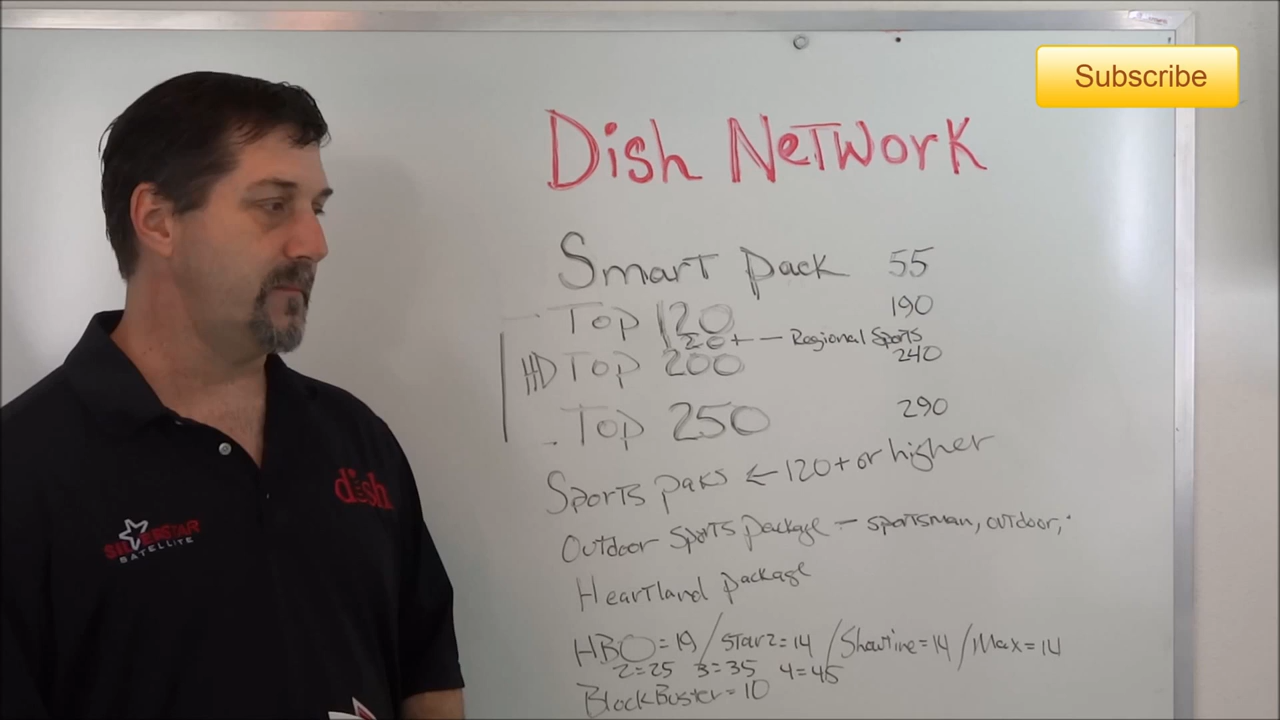 Subscribe
Dish Network
Smart pack 55
Top 120 190
120+ — Regional Sports
HD Top 200 240
Top 250 290
Sports paks ← 120+ or higher
Outdoor Sports package — sportsman, outdoor,
Heartland package
HBO = 19 / Starz = 14 / Showtime = 14 / Max = 14
2=25 3=35 4=45
BlockBuster = 10
dish
SILVERSTAR
SATELLITE